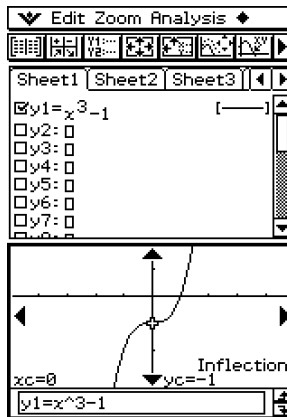 Edit Zoom Analysis
Sheet1 Sheet2 Sheet3
y1=x³-1 [—]
y2:
y3:
y4:
y5:
y6:
y7:
Inflection
xc=0 yc=-1
y1=x^3-1